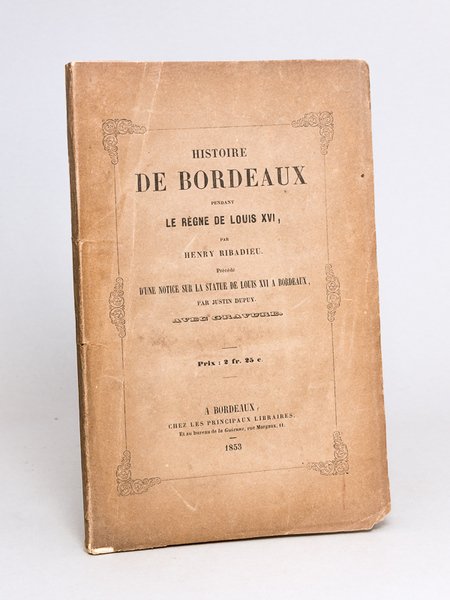 HISTOIRE
DE BORDEAUX
PENDANT
LE RÈGNE DE LOUIS XVI,
PAR
HENRY RIBADIEU.
Précédé
D'UNE NOTICE SUR LA STATUE DE LOUIS XVI A BORDEAUX,
PAR JUSTIN DUPUY.
AVEC GRAVURE.
Prix : 2 fr. 25 c.
A BORDEAUX,
CHEZ LES PRINCIPAUX LIBRAIRES,
Et au bureau de la Guienne, rue Margaux, 11.
1853